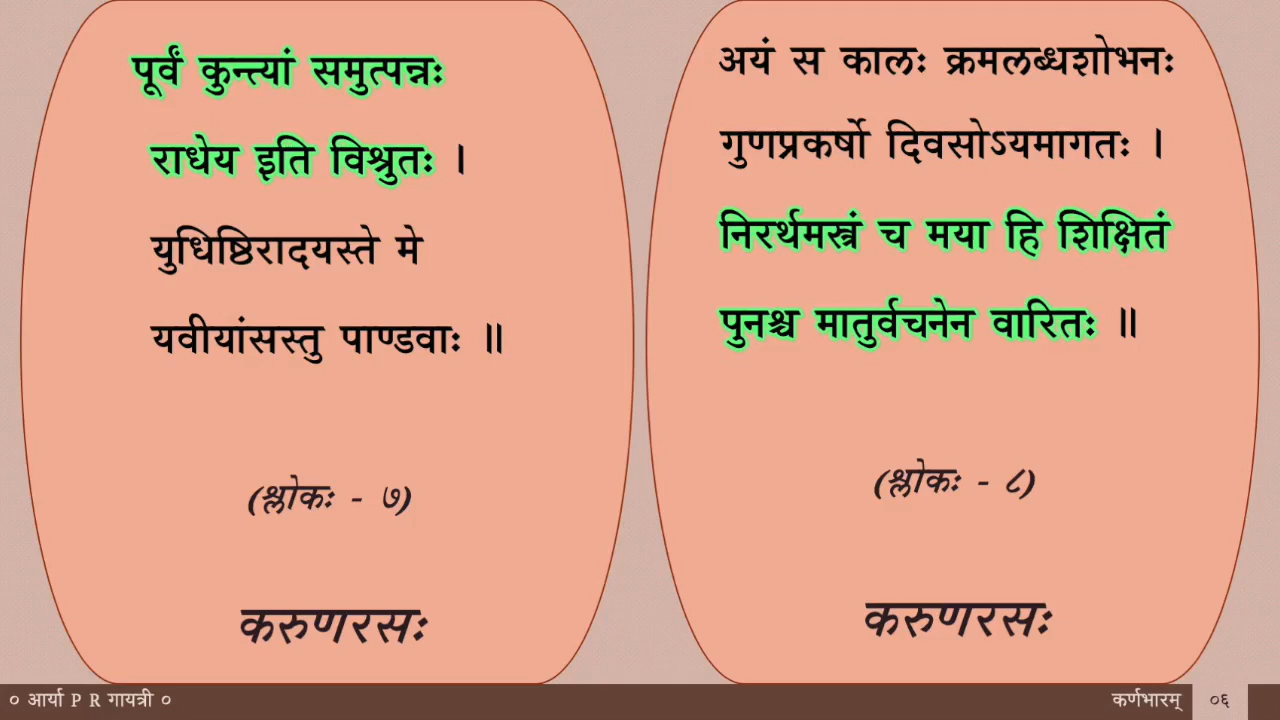 पूर्वं कुन्त्यां समुत्पन्नः
राधेय इति विश्रुतः ।
युधिष्ठिरादयस्ते मे
यवीयांसस्तु पाण्डवाः ॥
(श्लोकः - ७)
करुणरसः
अयं स कालः क्रमलब्धशोभनः
गुणप्रकर्षो दिवसोऽयमागतः ।
निरर्थमस्त्रं च मया हि शिक्षितं
पुनश्च मातुर्वचनेन वारितः ॥
(श्लोकः - ८)
करुणरसः
० आर्या P R गायत्री ०
कर्णभारम् ०६